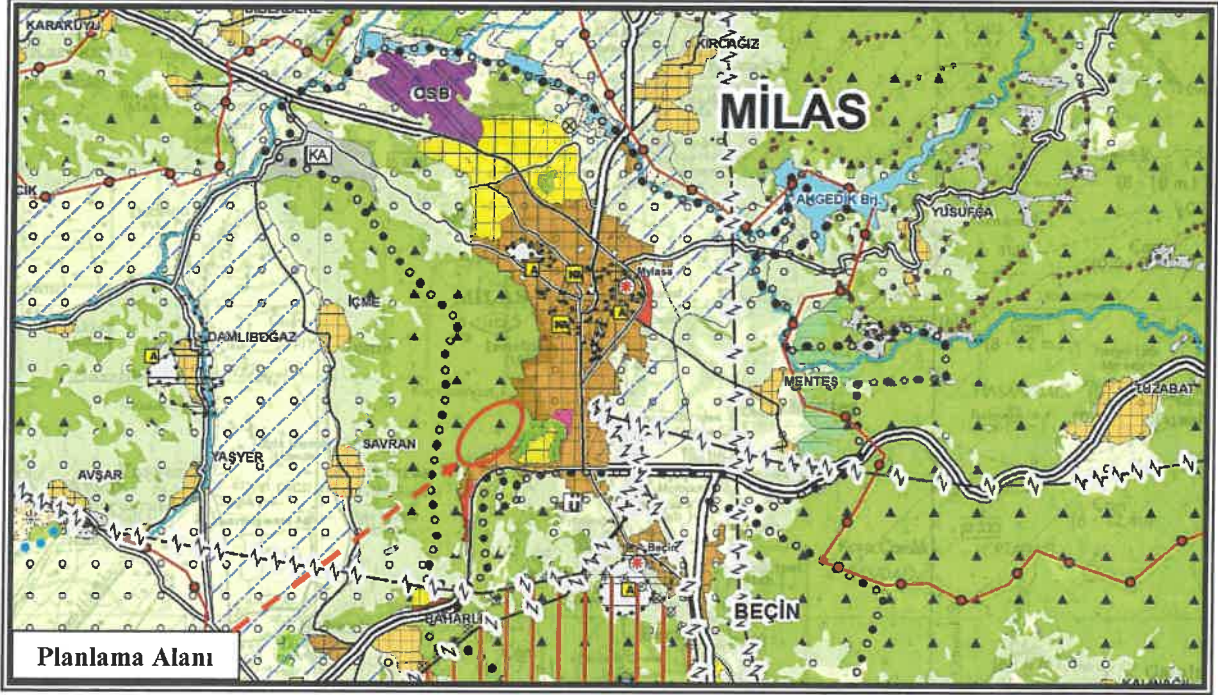 KARAKUYU
KIRCAĞIZ
OSB
MİLAS
KA
AKGEDİK Brj.
YUSUFÇA
A
Mylasa
A
İÇME
DAMLIBOĞAZ
A
MENTEŞ
TUZABAT
SAVRAN
YAŞYER
AVŞAR
Beçin
A
BAHARLI
BEÇİN
Planlama Alanı